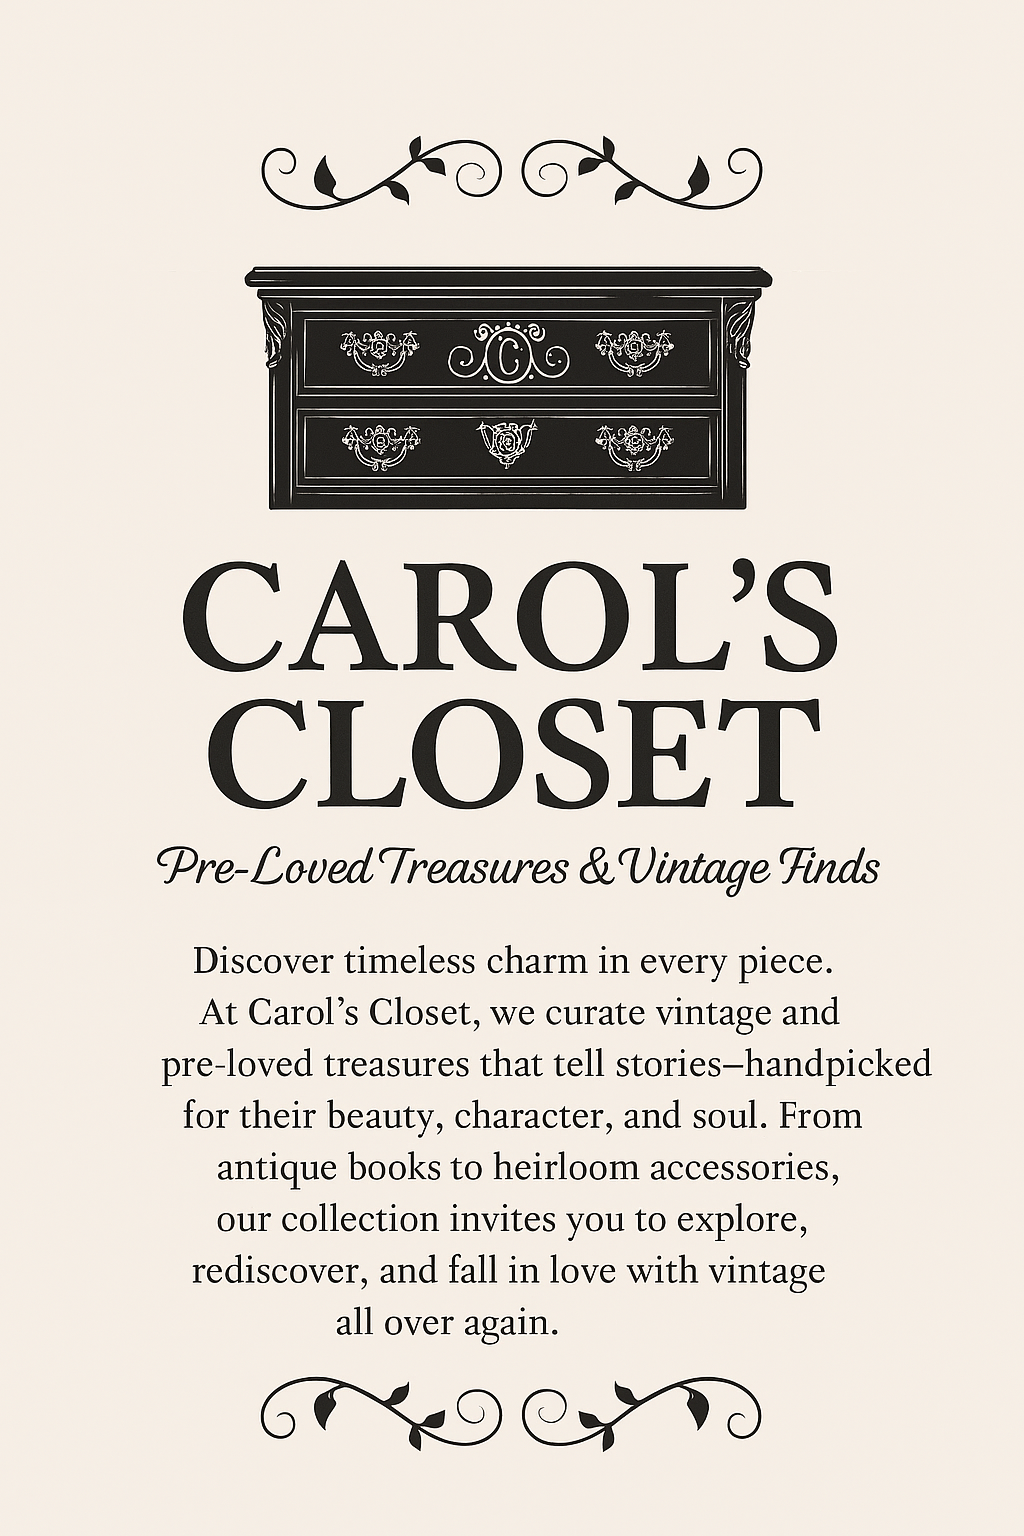 C
CAROL’S
CLOSET
Pre-Loved Treasures & Vintage Finds
Discover timeless charm in every piece.
At Carol’s Closet, we curate vintage and
pre-loved treasures that tell stories—handpicked
for their beauty, character, and soul. From
antique books to heirloom accessories,
our collection invites you to explore,
rediscover, and fall in love with vintage
all over again.